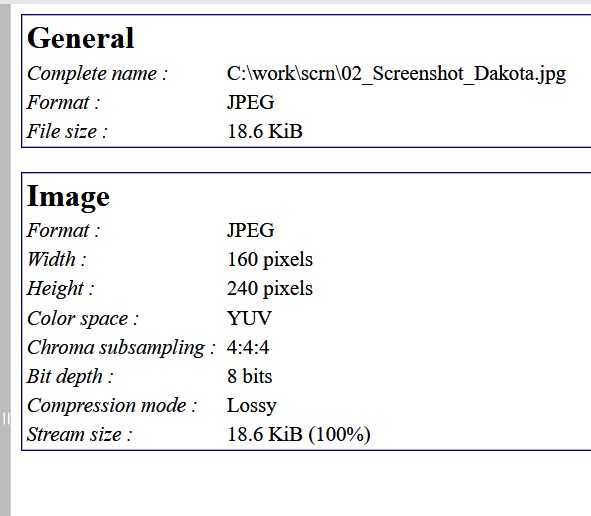 General
Complete name : C:\work\scrn\02_Screenshot_Dakota.jpg
Format : JPEG
File size : 18.6 KiB
Image
Format : JPEG
Width : 160 pixels
Height : 240 pixels
Color space : YUV
Chroma subsampling : 4:4:4
Bit depth : 8 bits
Compression mode : Lossy
Stream size : 18.6 KiB (100%)